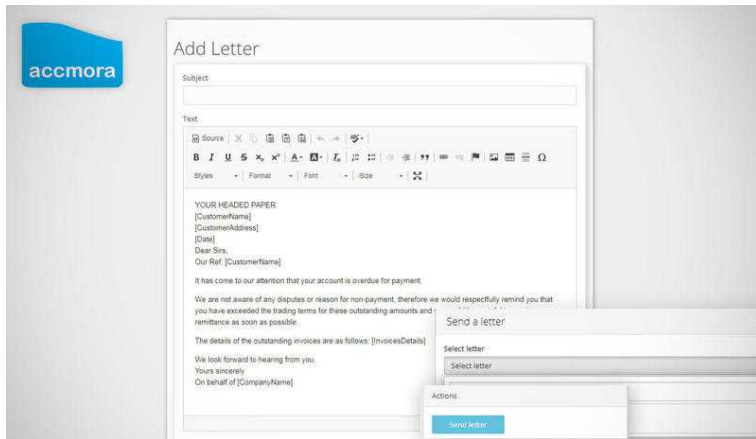 accmora
Add Letter
Subject
Text
Source
B I U S x₂ x² A A Tx
Styles Format Font Size
YOUR HEADED PAPER
[CustomerName]
[CustomerAddress]
[Date]
Dear Sirs,
Our Ref: [CustomerName]
It has come to our attention that your account is overdue for payment.
We are not aware of any disputes or reason for non-payment, therefore we would respectfully remind you that
you have exceeded the trading terms for these outstanding amounts and
remittance as soon as possible.
The details of the outstanding invoices are as follows: [InvoicesDetails]
We look forward to hearing from you.
Yours sincerely
On behalf of [CompanyName]
Send a letter
Select letter
Select letter
Actions
Send letter